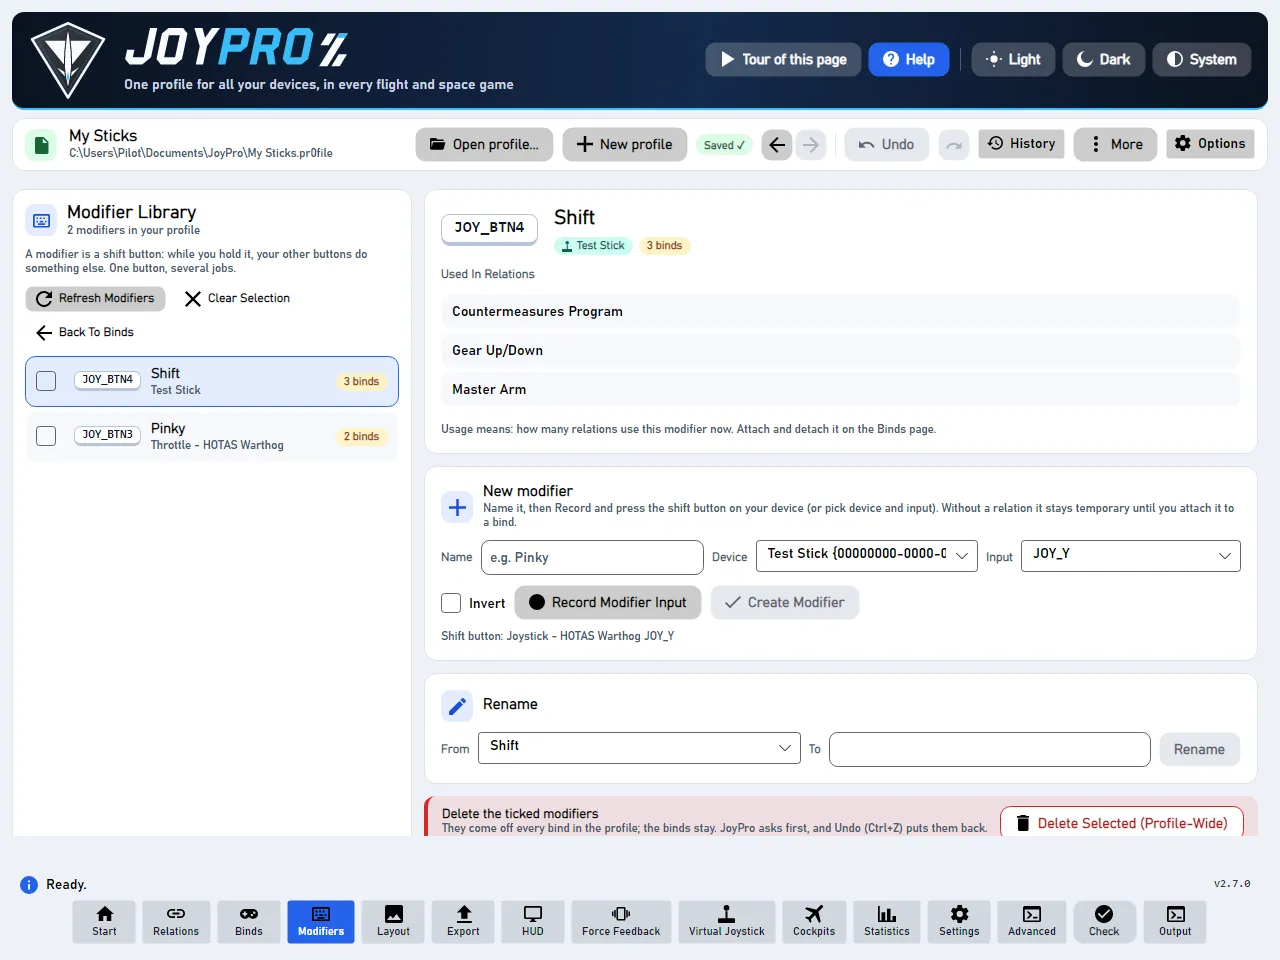 JOYPRO
One profile for all your devices, in every flight and space game
Tour of this page
Help
Light
Dark
System
My Sticks
C:\Users\Pilot\Documents\JoyPro\My Sticks.pr0file
Open profile...
New profile
Saved ✓
Undo
History
More
Options
Modifier Library
2 modifiers in your profile
A modifier is a shift button: while you hold it, your other buttons do
something else. One button, several jobs.
Refresh Modifiers
Clear Selection
Back To Binds
JOY_BTN4
Shift
Test Stick
3 binds
JOY_BTN3
Pinky
Throttle - HOTAS Warthog
2 binds
JOY_BTN4
Shift
Test Stick
3 binds
Used In Relations
Countermeasures Program
Gear Up/Down
Master Arm
Usage means: how many relations use this modifier now. Attach and detach it on the Binds page.
New modifier
Name it, then Record and press the shift button on your device (or pick device and input). Without a relation it stays temporary until you attach it to
a bind.
Name
e.g. Pinky
Device
Test Stick {00000000-0000-0
Input
JOY_Y
Invert
Record Modifier Input
Create Modifier
Shift button: Joystick - HOTAS Warthog JOY_Y
Rename
From
Shift
To
Rename
Delete the ticked modifiers
They come off every bind in the profile; the binds stay. JoyPro asks first, and Undo (Ctrl+Z) puts them back.
Delete Selected (Profile-Wide)
Ready.
v2.7.0
Start
Relations
Binds
Modifiers
Layout
Export
HUD
Force Feedback
Virtual Joystick
Cockpits
Statistics
Settings
Advanced
Check
Output